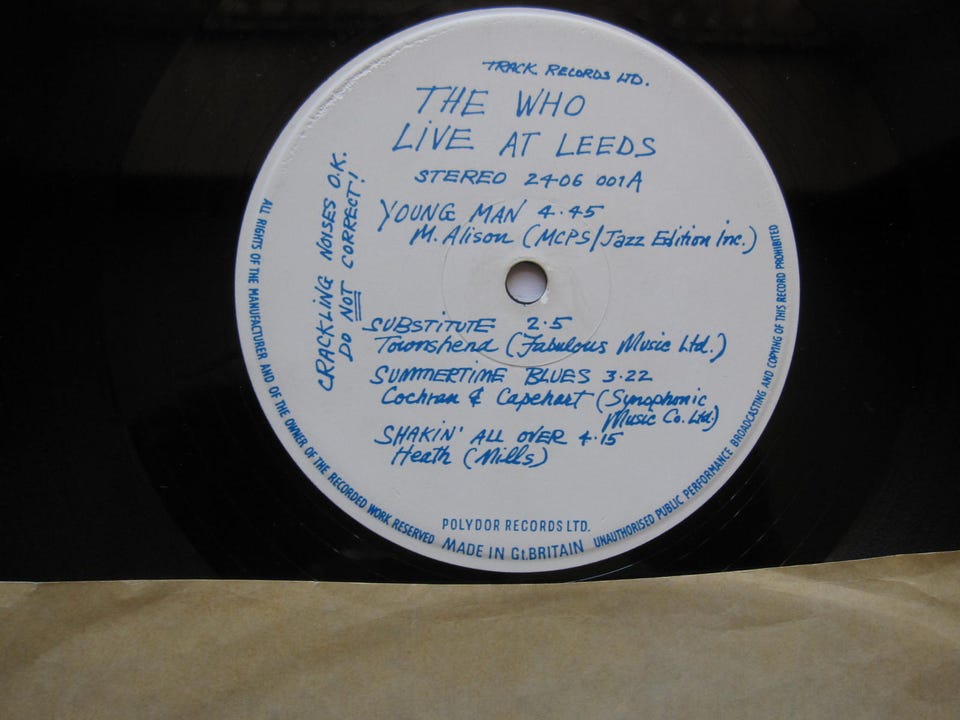 TRACK RECORDS LTD.
THE WHO
LIVE AT LEEDS
STEREO 2406 001A
YOUNG MAN 4.45
M. Alison (MCPS/Jazz Edition Inc.)
SUBSTITUTE 2.5
Townshend (Fabulous Music Ltd.)
SUMMERTIME BLUES 3.22
Cochran & Capehart (Synophonic
Music Co. Ltd)
SHAKIN' ALL OVER 4.15
Heath (Mills)
CRACKLING NOISES O.K.
DO NOT CORRECT!
POLYDOR RECORDS LTD.
MADE IN Gt.BRITAIN
ALL RIGHTS OF THE MANUFACTURER AND OF THE OWNER OF THE RECORDED WORK RESERVED
UNAUTHORISED PUBLIC PERFORMANCE BROADCASTING AND COPYING OF THIS RECORD PROHIBITED